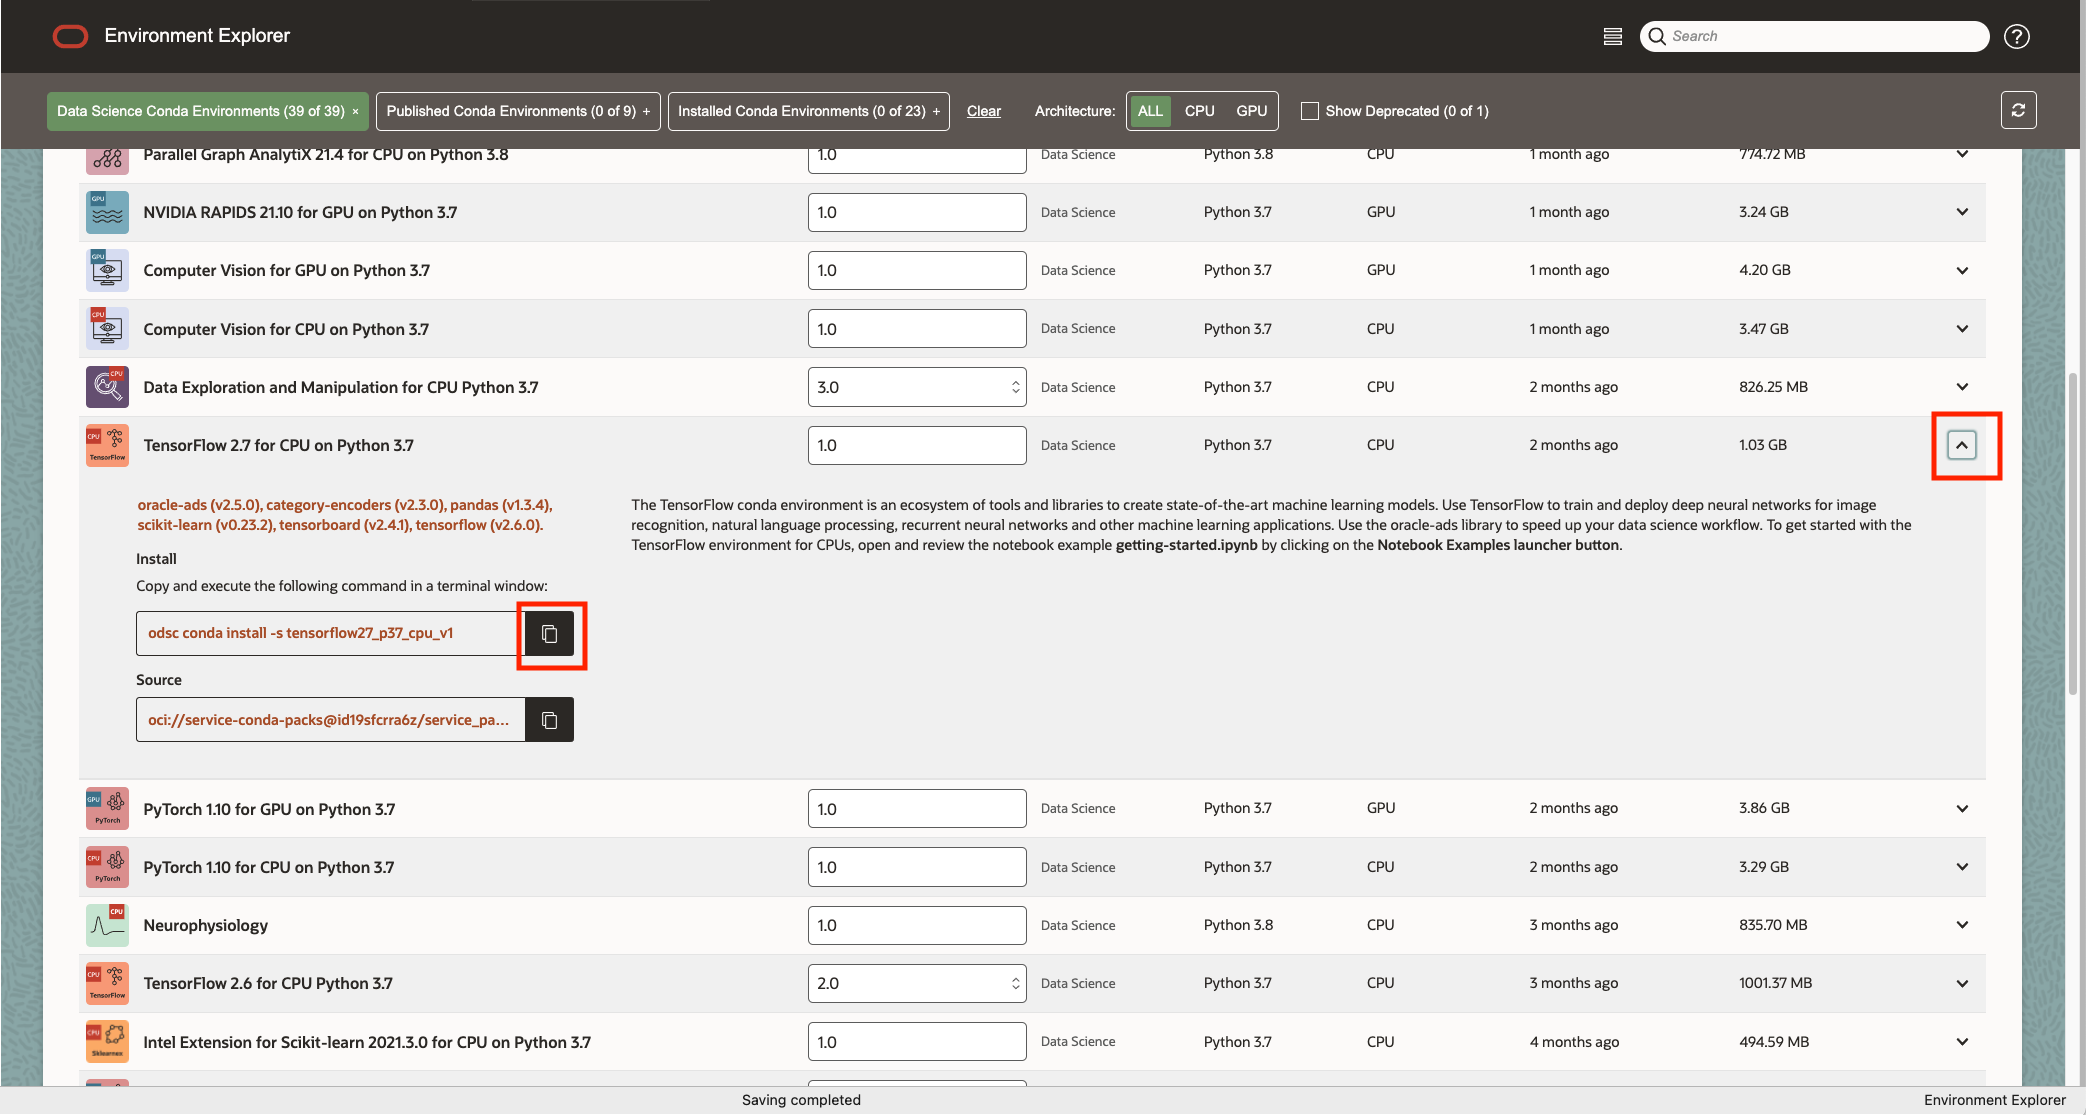 Environment Explorer
Search
?
Data Science Conda Environments (39 of 39) ×
Published Conda Environments (0 of 9) +
Installed Conda Environments (0 of 23) +
Clear
Architecture:
ALL CPU GPU
Show Deprecated (0 of 1)
Parallel Graph AnalytiX 21.4 for CPU on Python 3.8 1.0 Data Science Python 3.8 CPU 1 month ago 774.72 MB
GPU
NVIDIA RAPIDS 21.10 for GPU on Python 3.7 1.0 Data Science Python 3.7 GPU 1 month ago 3.24 GB
GPU
Computer Vision for GPU on Python 3.7 1.0 Data Science Python 3.7 GPU 1 month ago 4.20 GB
CPU
Computer Vision for CPU on Python 3.7 1.0 Data Science Python 3.7 CPU 1 month ago 3.47 GB
CPU
Data Exploration and Manipulation for CPU Python 3.7 3.0 Data Science Python 3.7 CPU 2 months ago 826.25 MB
CPU
TensorFlow
TensorFlow 2.7 for CPU on Python 3.7 1.0 Data Science Python 3.7 CPU 2 months ago 1.03 GB
oracle-ads (v2.5.0), category-encoders (v2.3.0), pandas (v1.3.4),
scikit-learn (v0.23.2), tensorboard (v2.4.1), tensorflow (v2.6.0).
Install
Copy and execute the following command in a terminal window:
odsc conda install -s tensorflow27_p37_cpu_v1
Source
oci://service-conda-packs@id19sfcrra6z/service_pa...
The TensorFlow conda environment is an ecosystem of tools and libraries to create state-of-the-art machine learning models. Use TensorFlow to train and deploy deep neural networks for image
recognition, natural language processing, recurrent neural networks and other machine learning applications. Use the oracle-ads library to speed up your data science workflow. To get started with the
TensorFlow environment for CPUs, open and review the notebook example getting-started.ipynb by clicking on the Notebook Examples launcher button.
GPU
PyTorch
PyTorch 1.10 for GPU on Python 3.7 1.0 Data Science Python 3.7 GPU 2 months ago 3.86 GB
CPU
PyTorch
PyTorch 1.10 for CPU on Python 3.7 1.0 Data Science Python 3.7 CPU 2 months ago 3.29 GB
CPU
Neurophysiology 1.0 Data Science Python 3.8 CPU 3 months ago 835.70 MB
CPU
TensorFlow
TensorFlow 2.6 for CPU Python 3.7 2.0 Data Science Python 3.7 CPU 3 months ago 1001.37 MB
CPU
Sklearnex
Intel Extension for Scikit-learn 2021.3.0 for CPU on Python 3.7 1.0 Data Science Python 3.7 CPU 4 months ago 494.59 MB
Saving completed
Environment Explorer